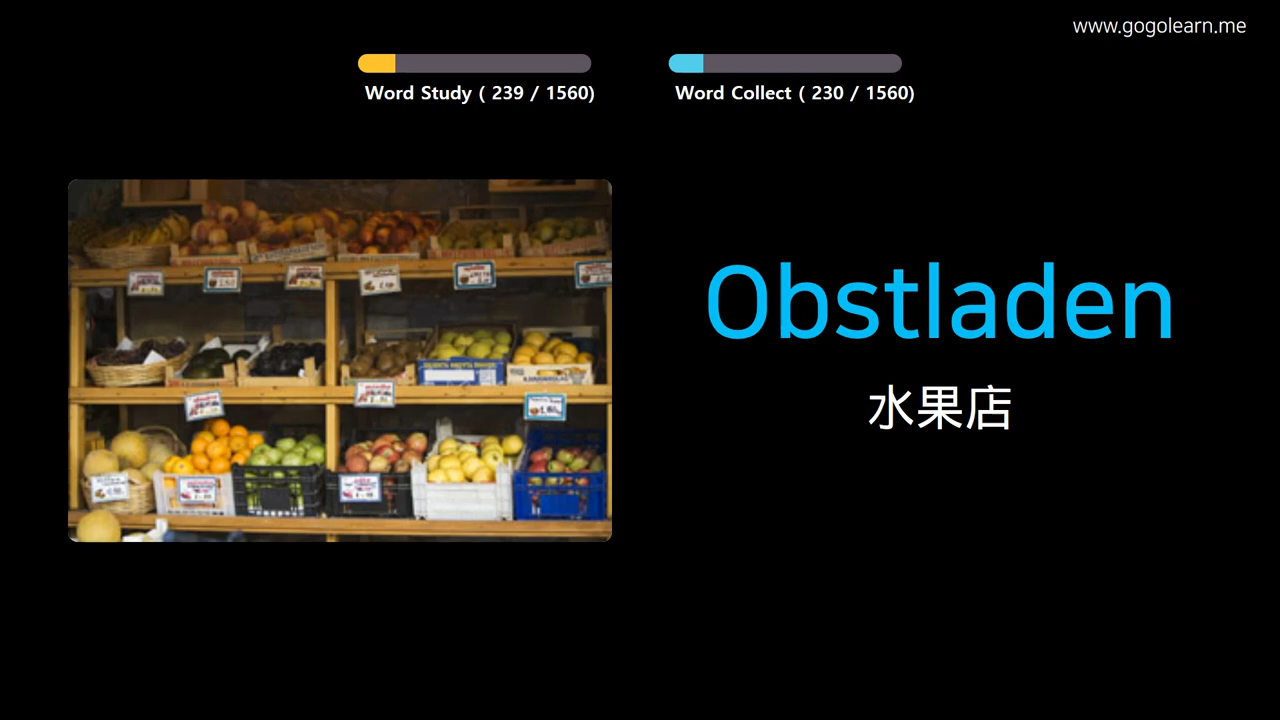 www.gogolearn.me
Word Study ( 239 / 1560)
Word Collect ( 230 / 1560)
Obstladen
水果店